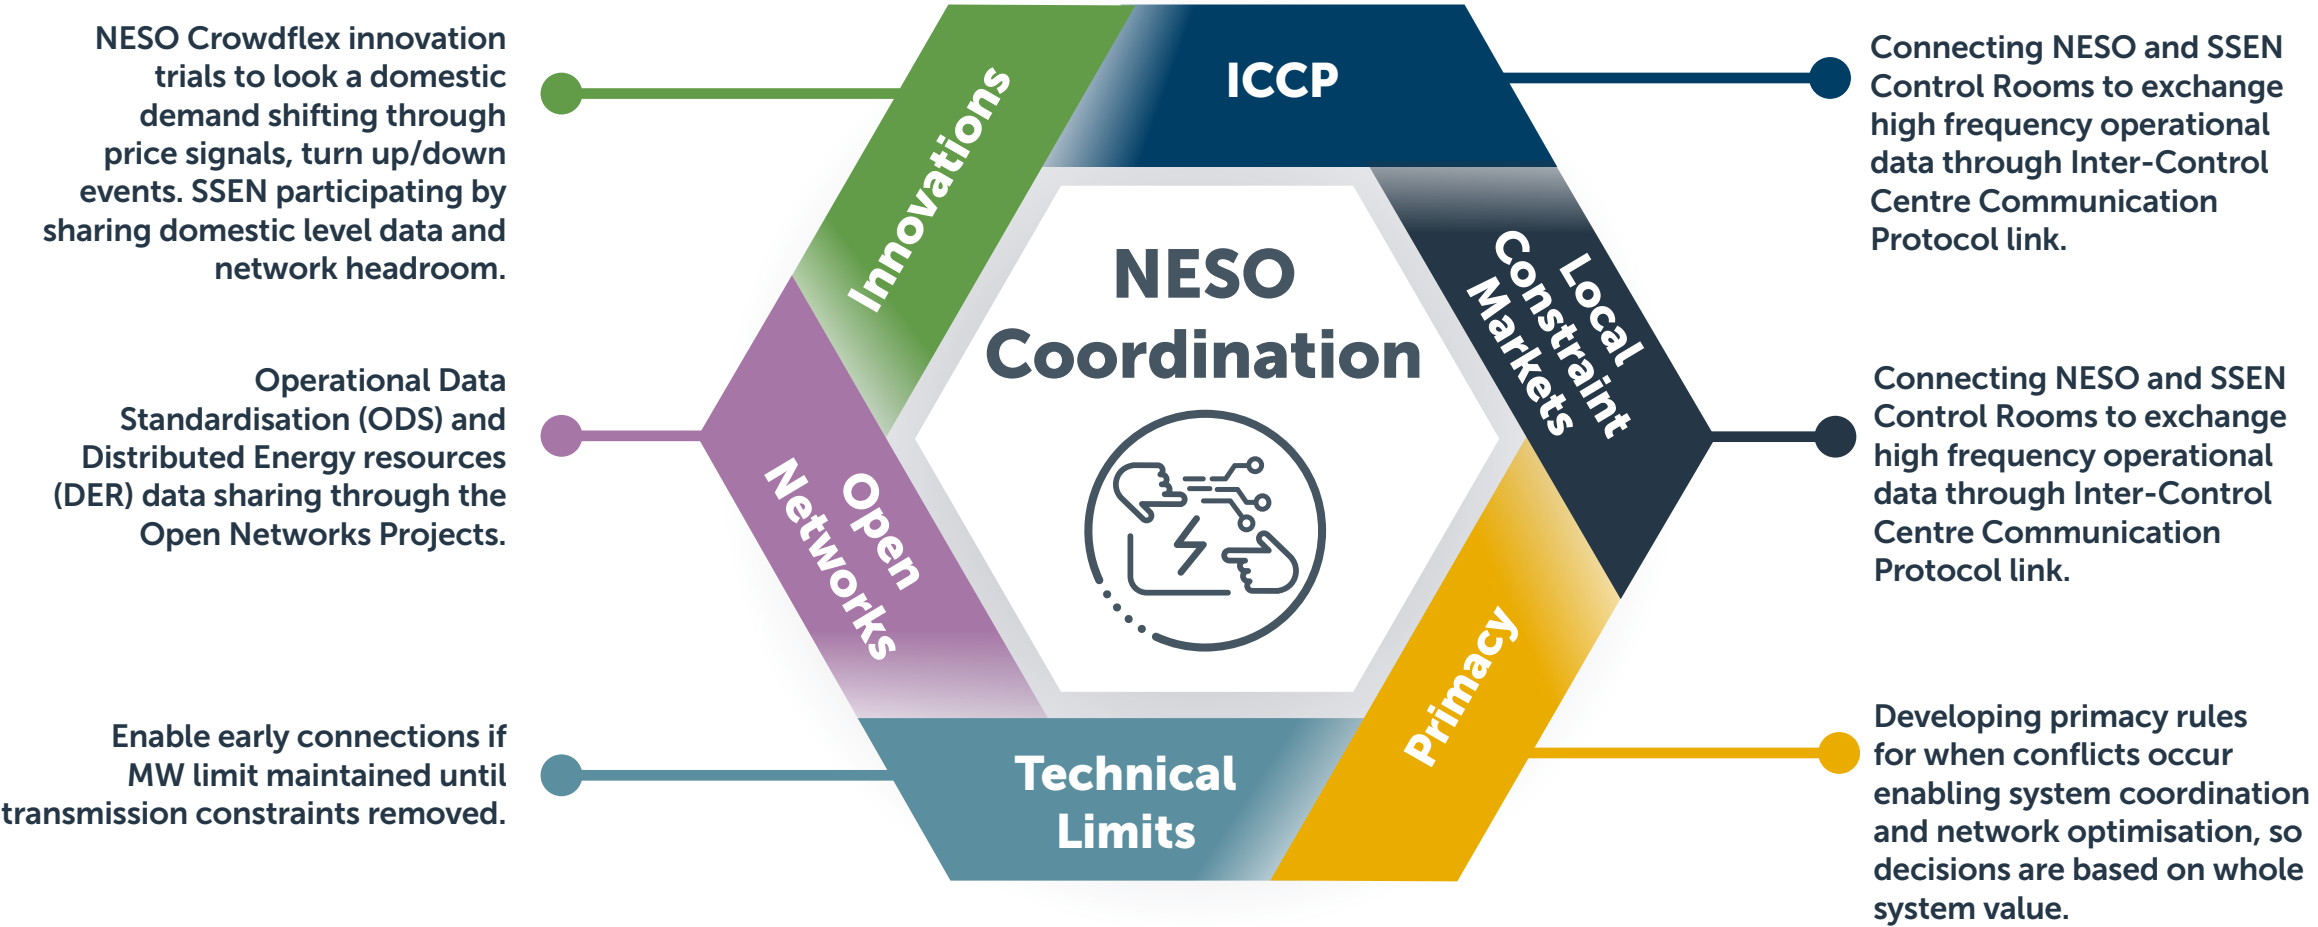 NESO Crowdflex innovation
trials to look a domestic
demand shifting through
price signals, turn up/down
events. SSEN participating by
sharing domestic level data and
network headroom.
Operational Data
Standardisation (ODS) and
Distributed Energy resources
(DER) data sharing through the
Open Networks Projects.
Enable early connections if
MW limit maintained until
transmission constraints removed.
Innovations
ICCP
Local
Constraint
Markets
NESO
Coordination
Open
Networks
Primacy
Technical
Limits
Connecting NESO and SSEN
Control Rooms to exchange
high frequency operational
data through Inter-Control
Centre Communication
Protocol link.
Connecting NESO and SSEN
Control Rooms to exchange
high frequency operational
data through Inter-Control
Centre Communication
Protocol link.
Developing primacy rules
for when conflicts occur
enabling system coordination
and network optimisation, so
decisions are based on whole
system value.